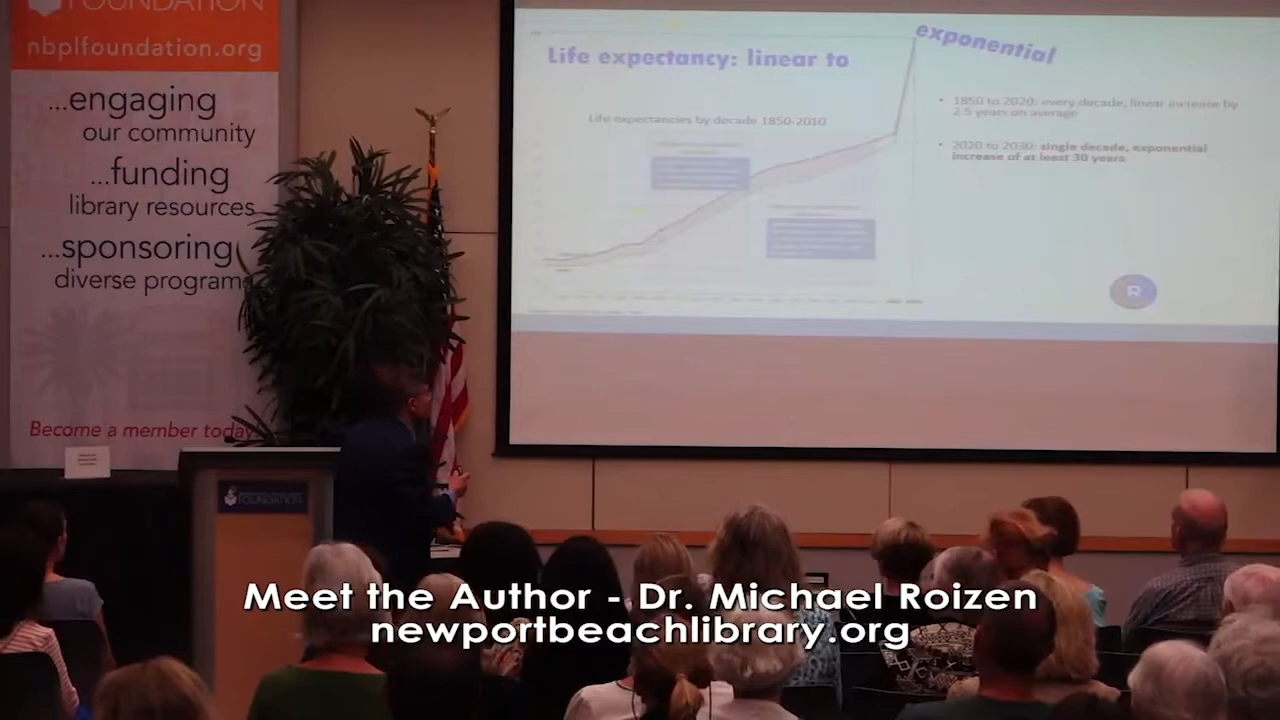 FOUNDATION
nbplfoundation.org
...engaging
our community
...funding
library resources
...sponsoring
diverse program
Become a member today
FOUNDATION
Life expectancy: linear to
exponential
Life expectancies by decade 1850-2010
• 1850 to 2020: every decade, linear increase by
2.5 years on average
• 2020 to 2030: single decade, exponential
increase of at least 30 years
R
Meet the Author - Dr. Michael Roizen
newportbeachlibrary.org